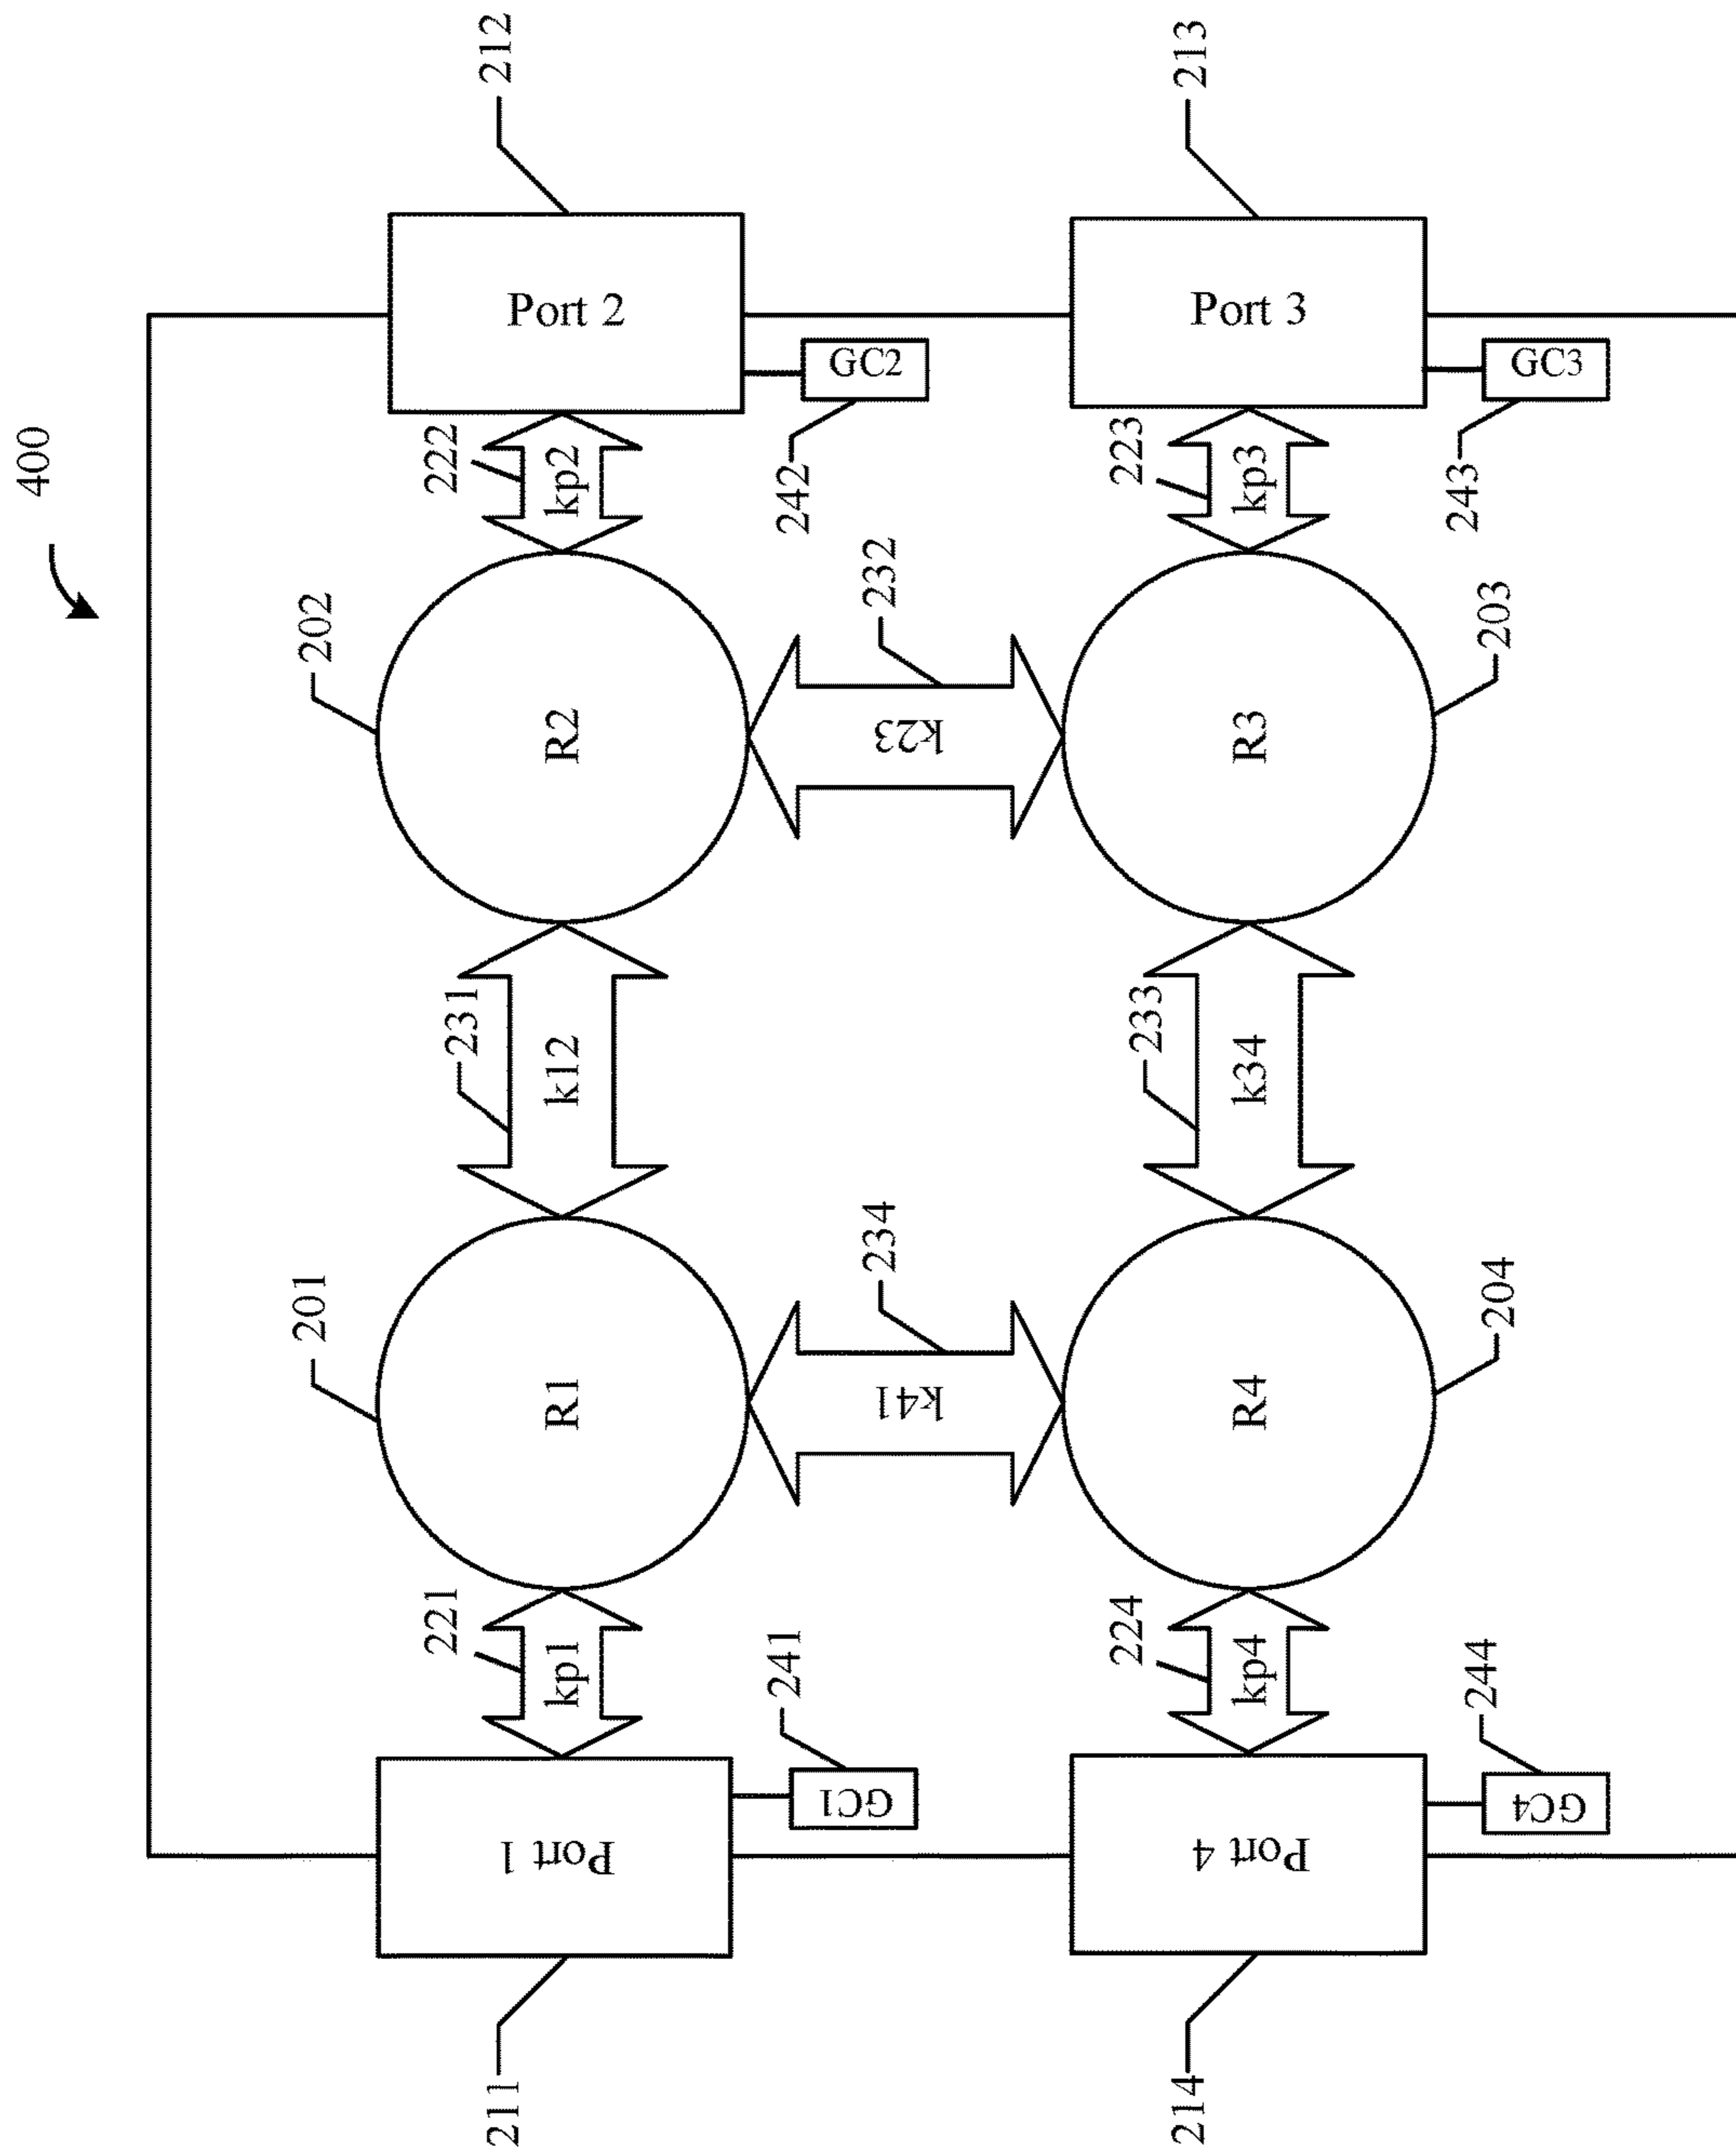 400
211
221
201
231
202
222
212
Port 1
kp1
R1
k12
R2
kp2
Port 2
GC1
241
234
k41
232
k23
242
GC2
214
224
233
223
213
Port 4
kp4
R4
k34
R3
kp3
Port 3
GC4
244
204
203
243
GC3